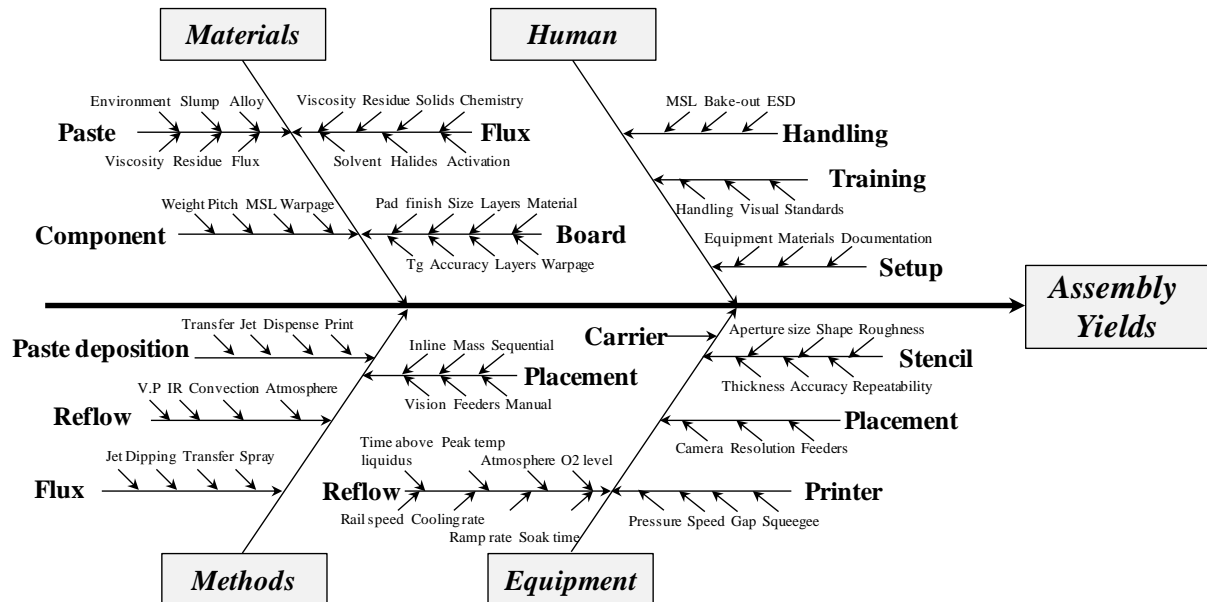 Materials
Human
Environment Slump Alloy
Viscosity Residue Solids Chemistry
Paste
Flux
Viscosity Residue Flux
Solvent Halides Activation
MSL Bake-out ESD
Handling
Training
Handling Visual Standards
Weight Pitch MSL Warpage
Pad finish Size Layers Material
Component
Board
Tg Accuracy Layers Warpage
Equipment Materials Documentation
Setup
Assembly
Yields
Transfer Jet Dispense Print
Paste deposition
Inline Mass Sequential
Placement
Vision Feeders Manual
V.P IR Convection Atmosphere
Reflow
Jet Dipping Transfer Spray
Flux
Carrier
Aperture size Shape Roughness
Stencil
Thickness Accuracy Repeatability
Placement
Camera Resolution Feeders
Time above Peak temp
liquidus
Atmosphere O2 level
Reflow
Rail speed Cooling rate
Ramp rate Soak time
Printer
Pressure Speed Gap Squeegee
Methods
Equipment